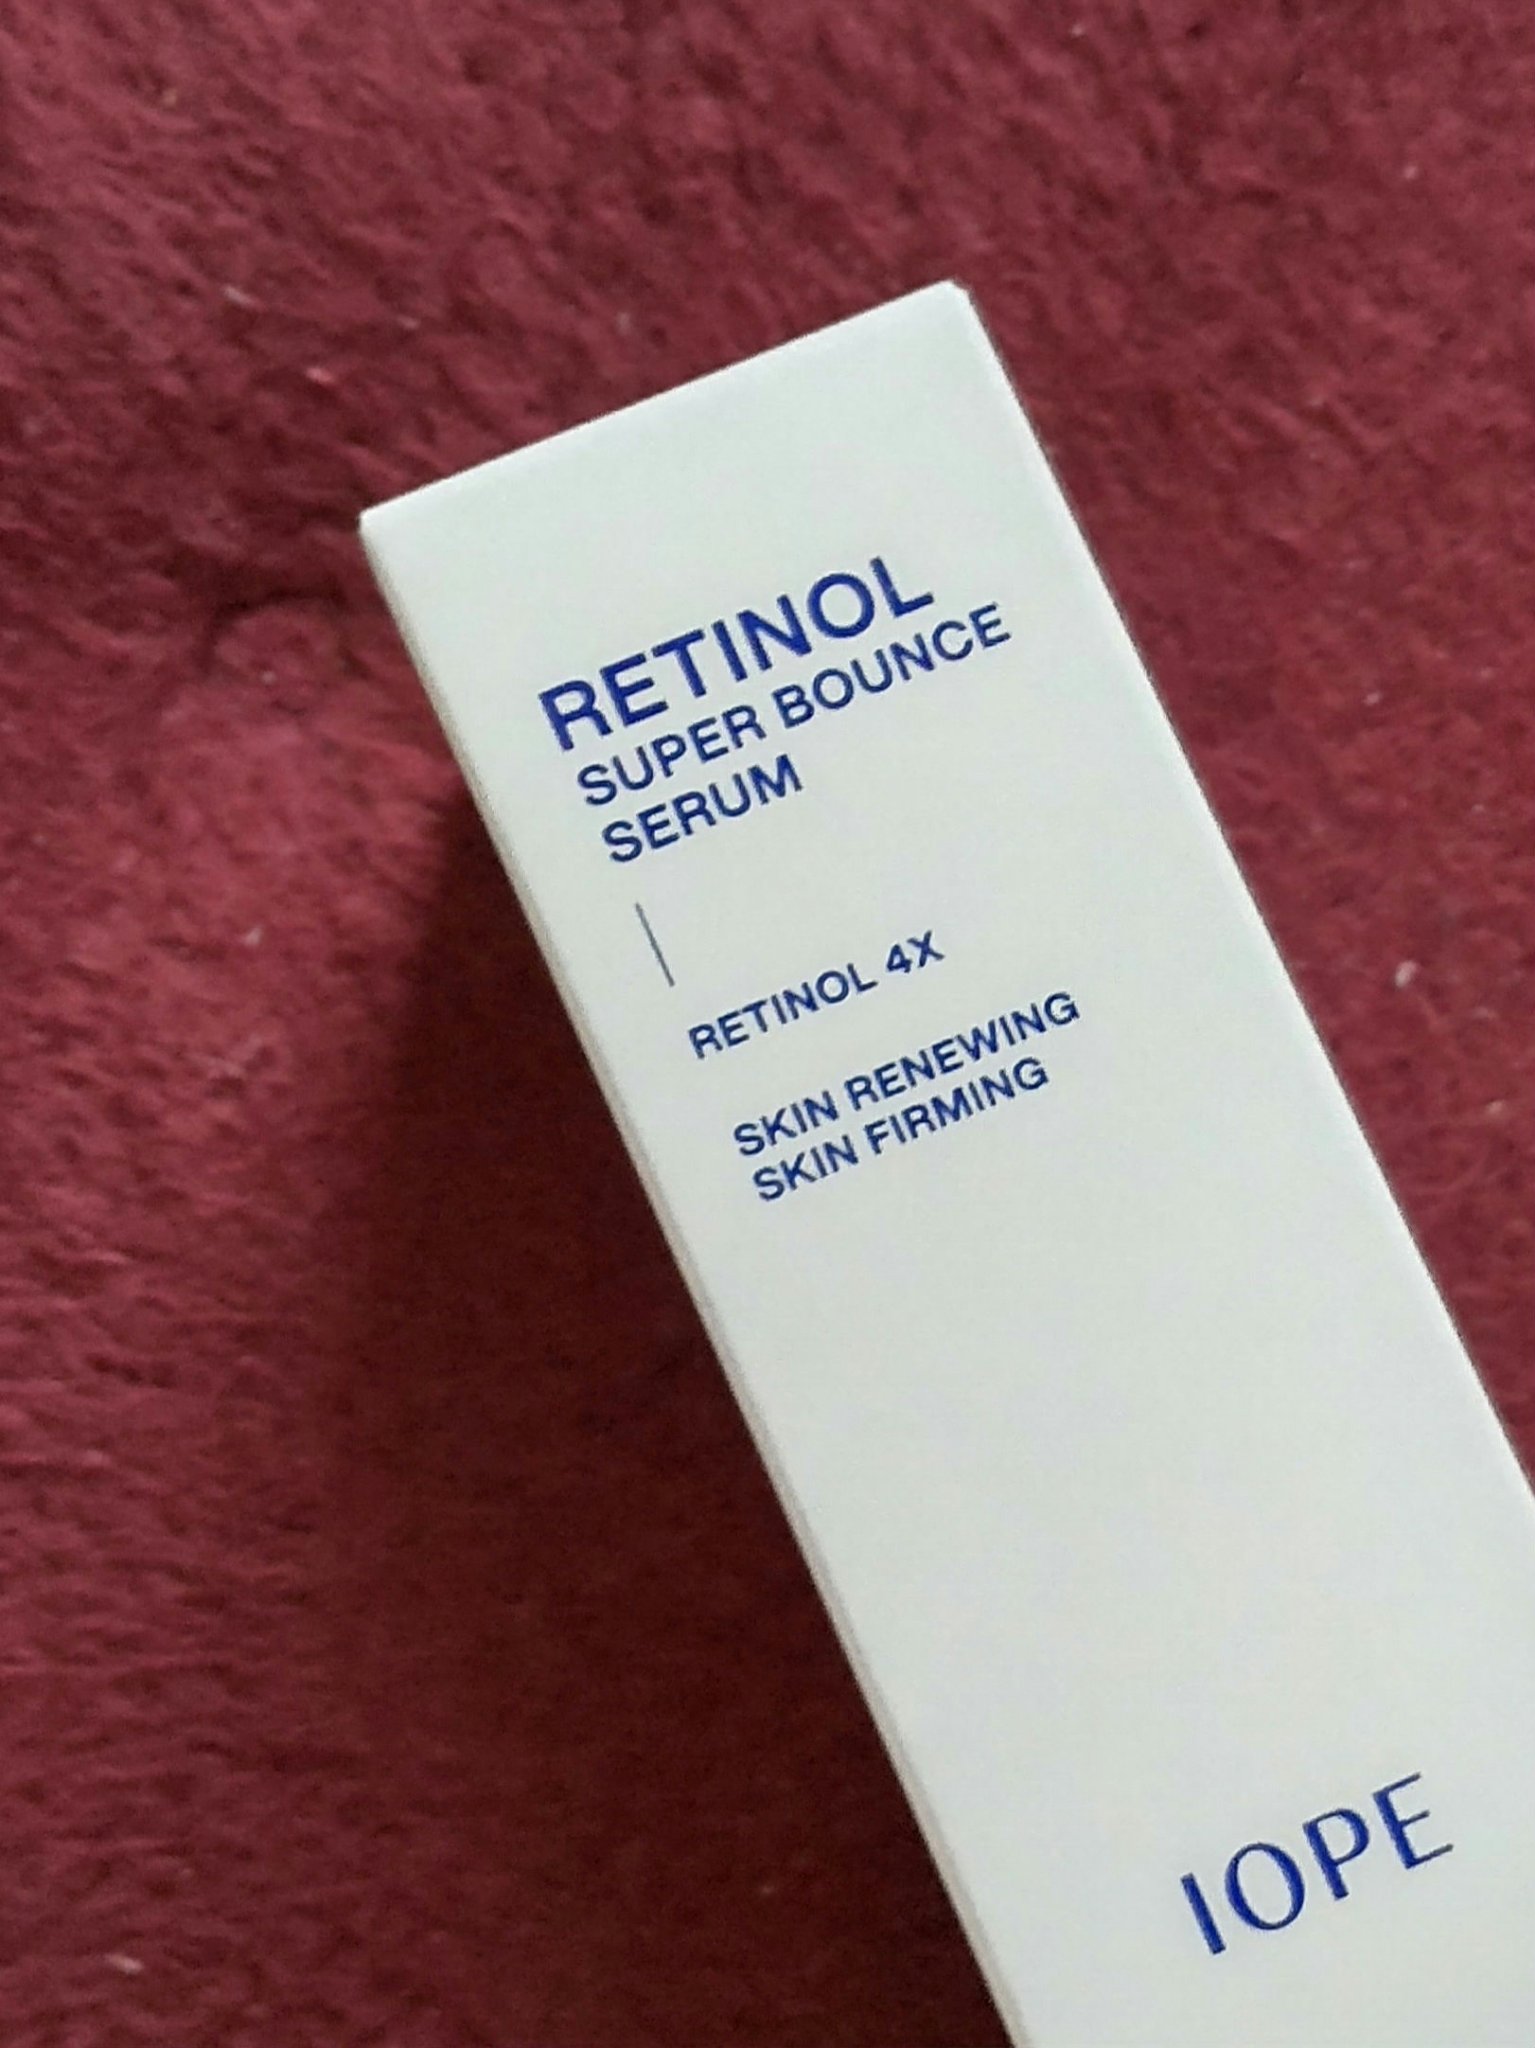 RETINOL
SUPER BOUNCE
SERUM
RETINOL 4X
SKIN RENEWING
SKIN FIRMING
IOPE